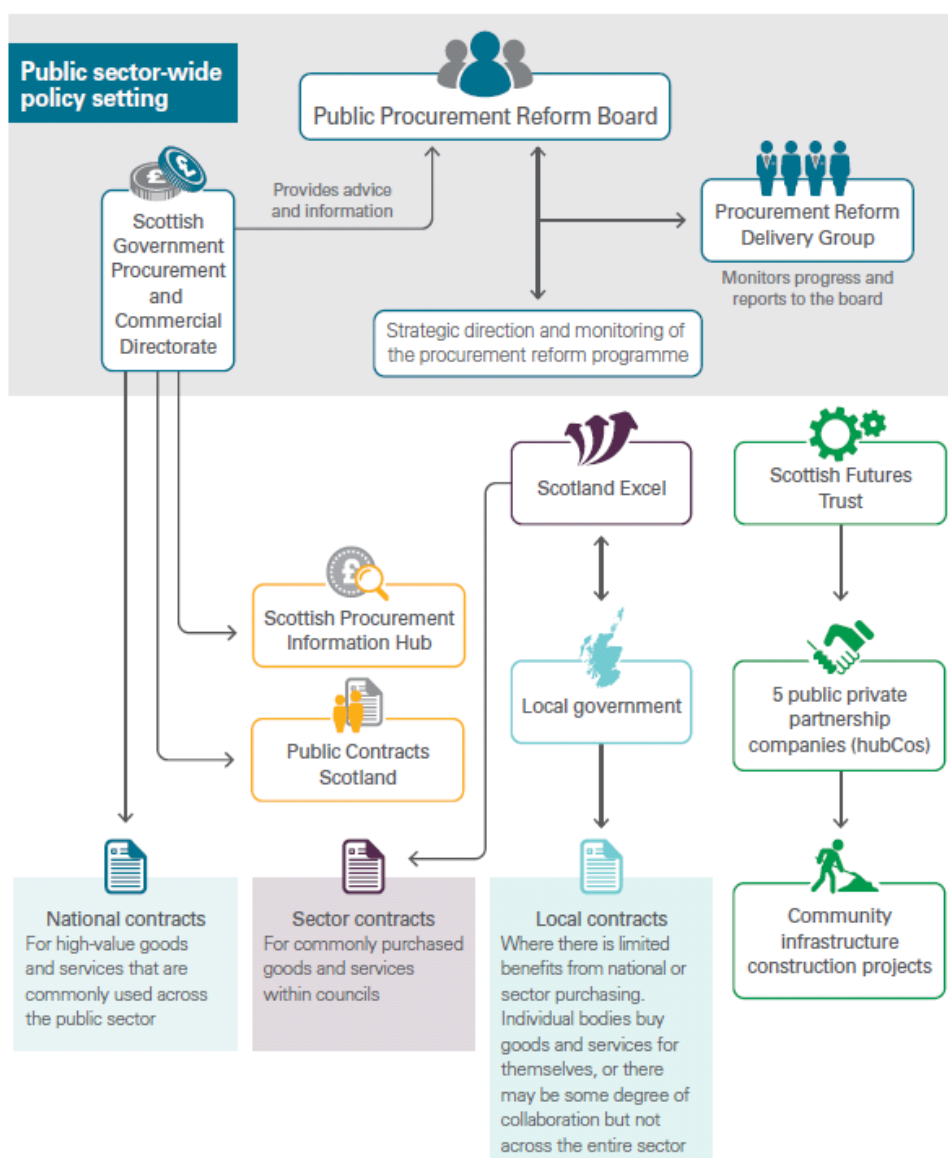 Public sector-wide
policy setting
Public Procurement Reform Board
Provides advice
and information
Scottish
Government
Procurement
and
Commercial
Directorate
Procurement Reform
Delivery Group
Monitors progress and
reports to the board
Strategic direction and monitoring of
the procurement reform programme
Scotland Excel
Scottish Futures
Trust
£
Scottish Procurement
Information Hub
Local government
5 public private
partnership
companies (hubCos)
Public Contracts
Scotland
National contracts
For high-value goods
and services that are
commonly used across
the public sector
Sector contracts
For commonly purchased
goods and services
within councils
Local contracts
Where there is limited
benefits from national or
sector purchasing.
Individual bodies buy
goods and services for
themselves, or there
may be some degree of
collaboration but not
across the entire sector
Community
infrastructure
construction projects